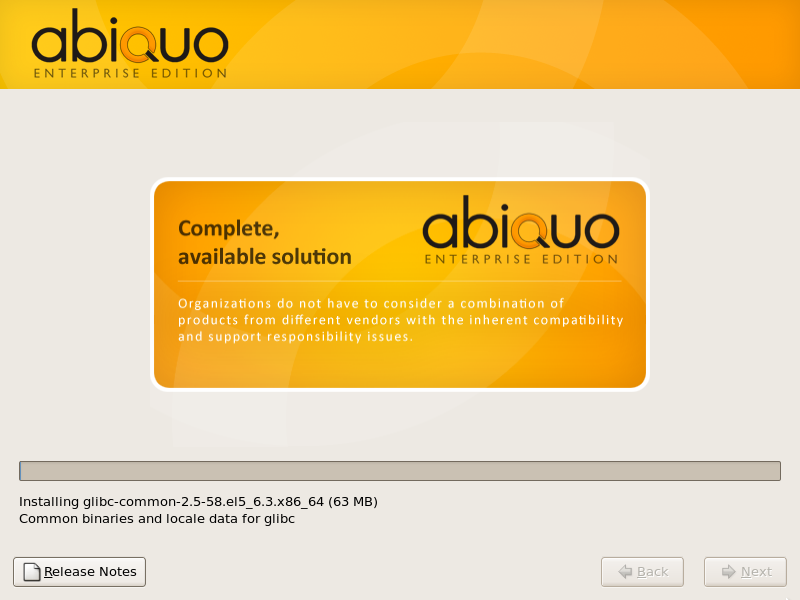 abiquo
ENTERPRISE EDITION
Complete,
available solution
abiquo
ENTERPRISE EDITION
Organizations do not have to consider a combination of
products from different vendors with the inherent compatibility
and support responsibility issues.
Installing glibc-common-2.5-58.el5_6.3.x86_64 (63 MB)
Common binaries and locale data for glibc
Release Notes
Back
Next